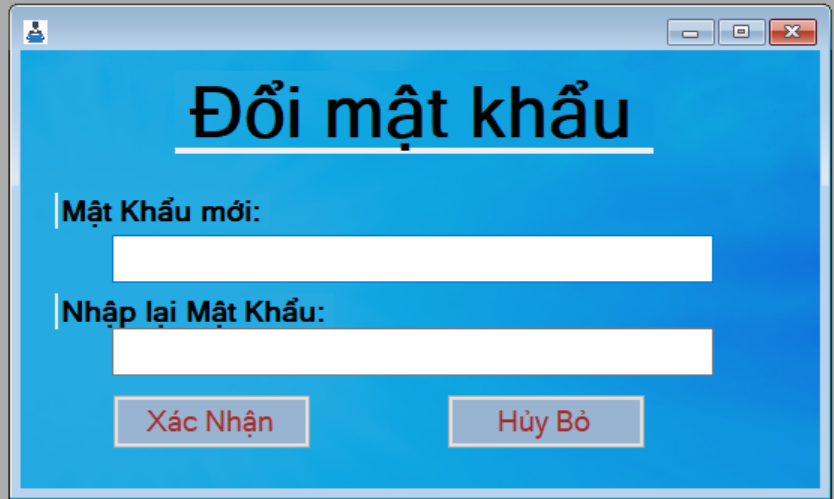 Đổi mật khẩu
Mật Khẩu mới:
Nhập lại Mật Khẩu:
Xác Nhận
Hủy Bỏ